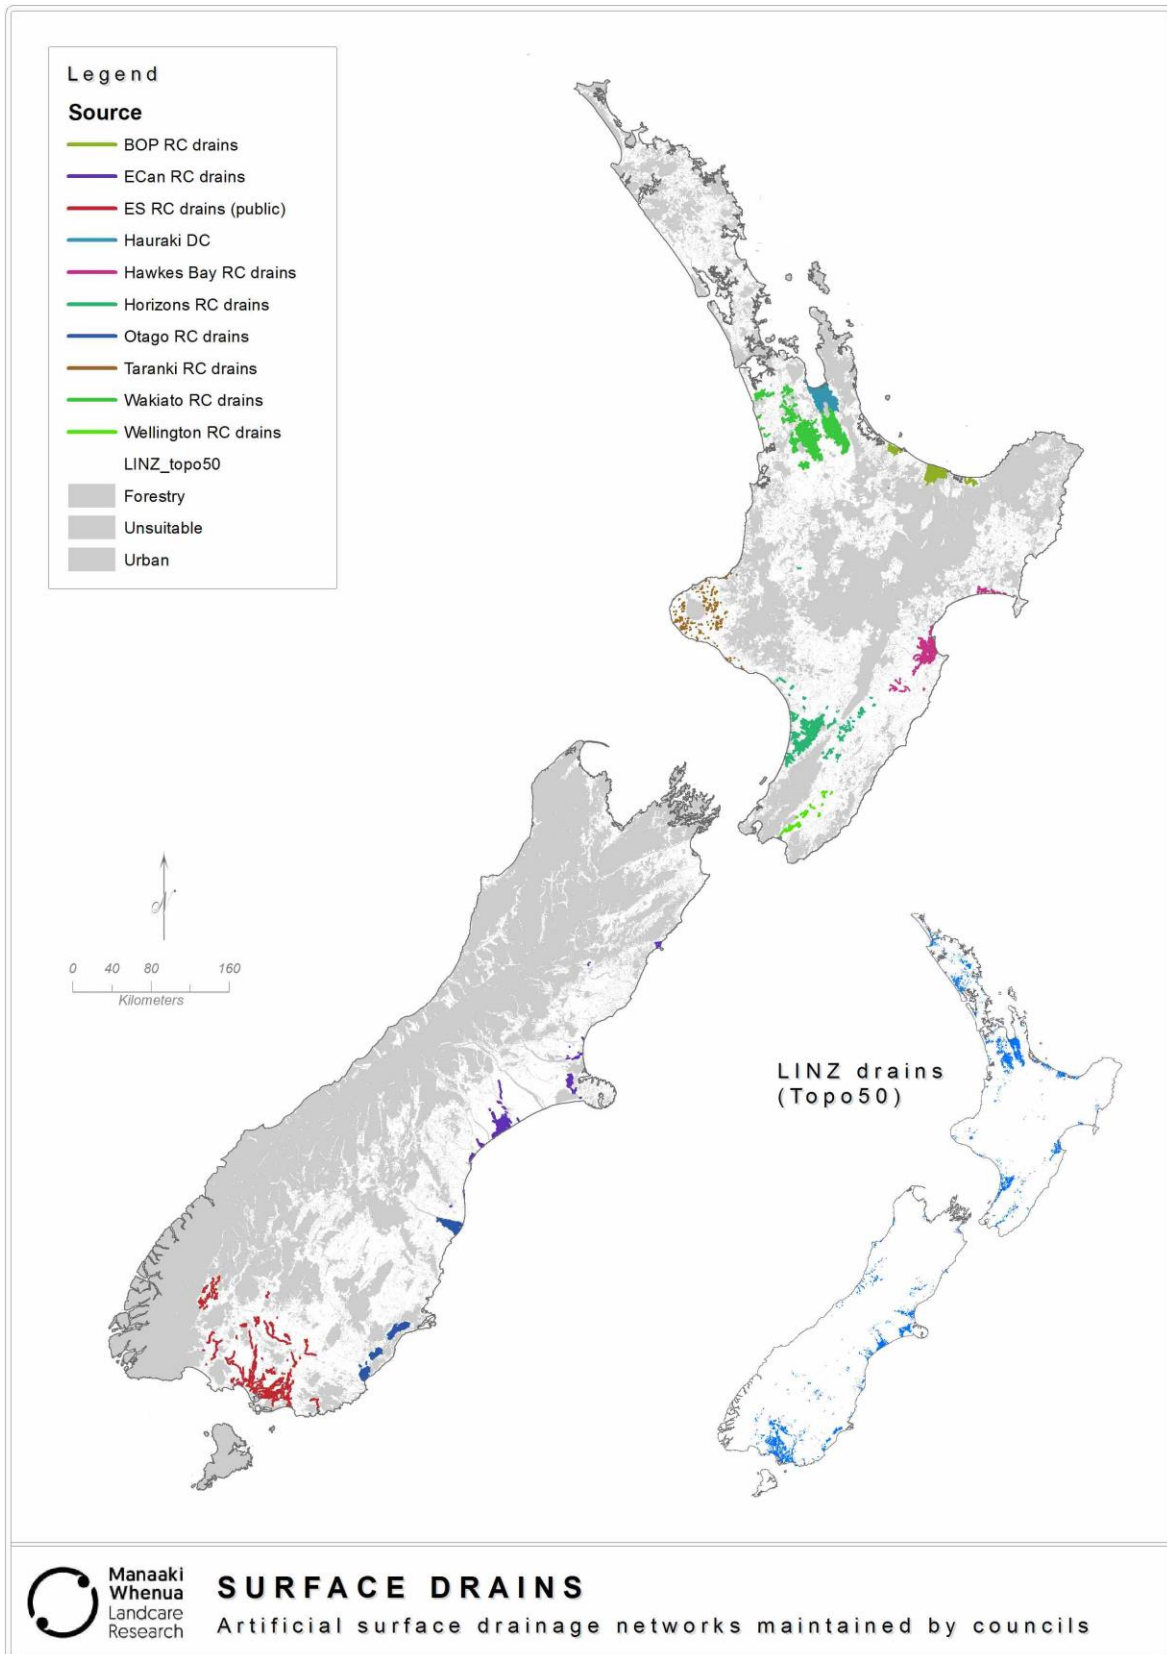 Legend
Source
BOP RC drains
ECan RC drains
ES RC drains (public)
Hauraki DC
Hawkes Bay RC drains
Horizons RC drains
Otago RC drains
Taranki RC drains
Wakiato RC drains
Wellington RC drains
LINZ_topo50
Forestry
Unsuitable
Urban
N
0 40 80 160
Kilometers
LINZ drains
(Topo50)
Manaaki
Whenua
Landcare
Research
SURFACE DRAINS
Artificial surface drainage networks maintained by councils